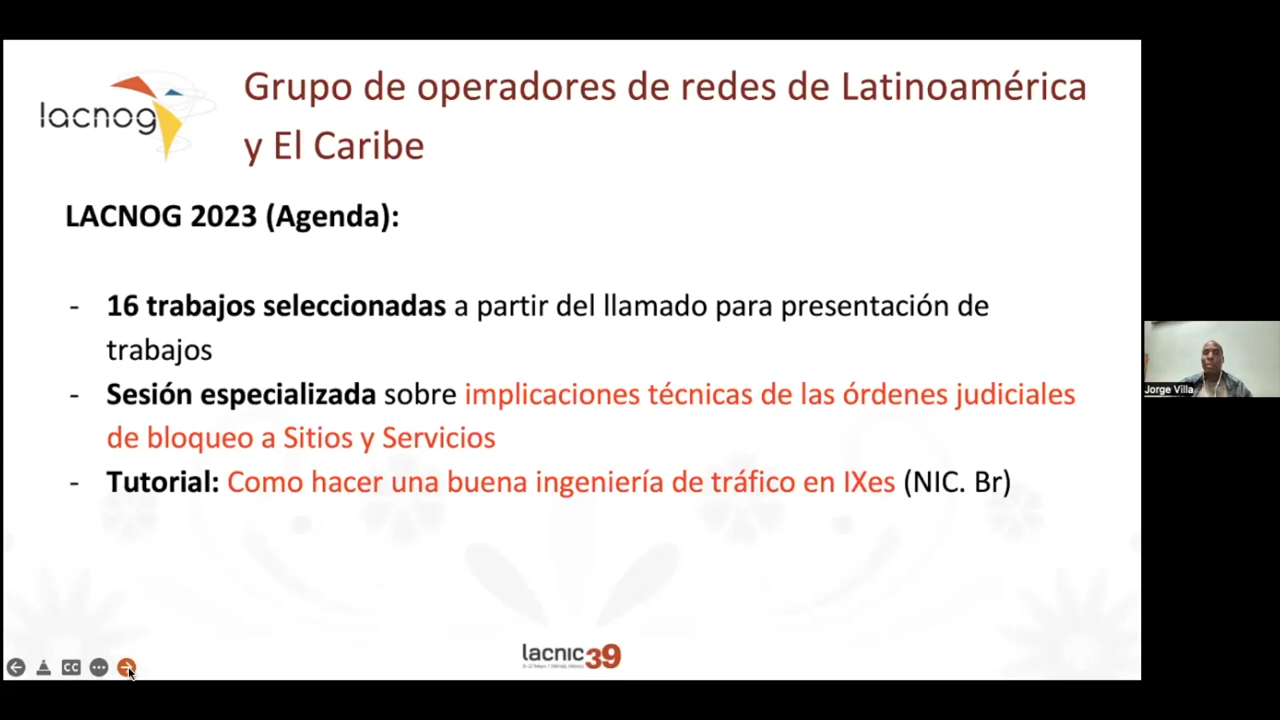 lacnog
Grupo de operadores de redes de Latinoamérica
y El Caribe
LACNOG 2023 (Agenda):
- 16 trabajos seleccionadas a partir del llamado para presentación de
trabajos
- Sesión especializada sobre implicaciones técnicas de las órdenes judiciales
de bloqueo a Sitios y Servicios
- Tutorial: Como hacer una buena ingeniería de tráfico en IXes (NIC. Br)
Jorge Villa
lacnic39
CC